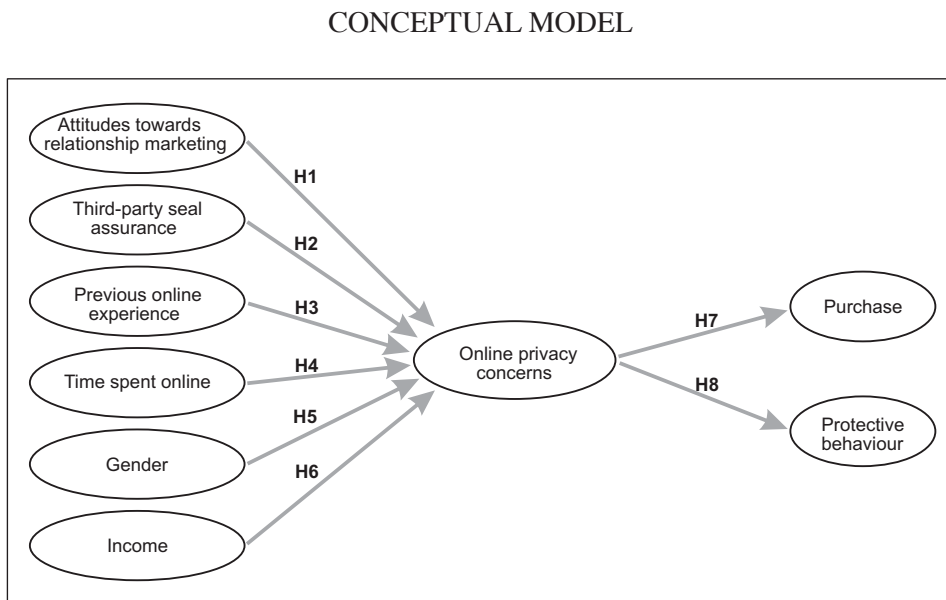 CONCEPTUAL MODEL
Attitudes towards
relationship marketing
H1
Third-party seal
assurance
H2
Previous online
experience
H3
Time spent online
H4
Gender
H5
Income
H6
Online privacy
concerns
H7
Purchase
H8
Protective
behaviour